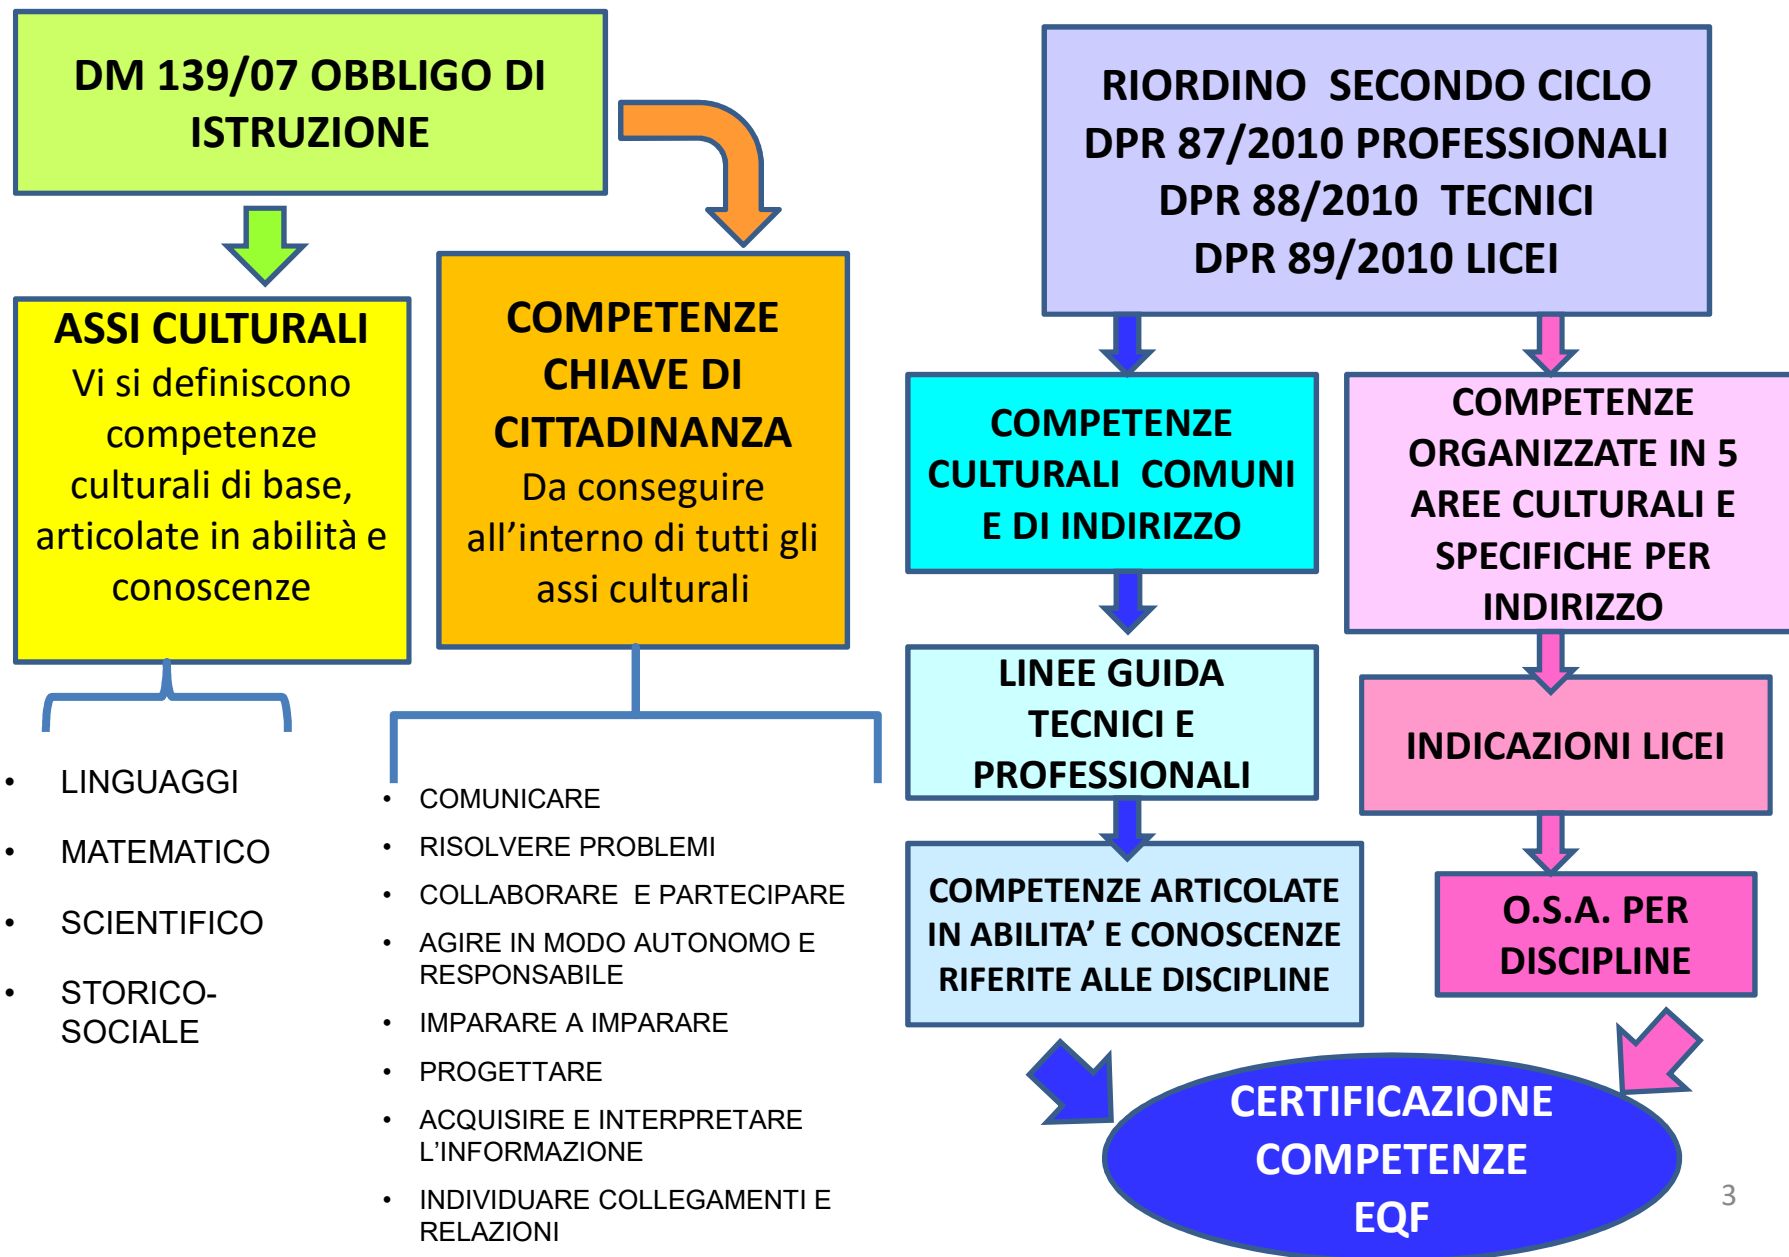 DM 139/07 OBBLIGO DI
ISTRUZIONE
ASSI CULTURALI
Vi si definiscono
competenze
culturali di base,
articolate in abilità e
conoscenze
• LINGUAGGI
• MATEMATICO
• SCIENTIFICO
• STORICO-
SOCIALE
COMPETENZE
CHIAVE DI
CITTADINANZA
Da conseguire
all’interno di tutti gli
assi culturali
• COMUNICARE
• RISOLVERE PROBLEMI
• COLLABORARE E PARTECIPARE
• AGIRE IN MODO AUTONOMO E
RESPONSABILE
• IMPARARE A IMPARARE
• PROGETTARE
• ACQUISIRE E INTERPRETARE
L’INFORMAZIONE
• INDIVIDUARE COLLEGAMENTI E
RELAZIONI
RIORDINO SECONDO CICLO
DPR 87/2010 PROFESSIONALI
DPR 88/2010 TECNICI
DPR 89/2010 LICEI
COMPETENZE
CULTURALI COMUNI
E DI INDIRIZZO
LINEE GUIDA
TECNICI E
PROFESSIONALI
COMPETENZE ARTICOLATE
IN ABILITA’ E CONOSCENZE
RIFERITE ALLE DISCIPLINE
COMPETENZE
ORGANIZZATE IN 5
AREE CULTURALI E
SPECIFICHE PER
INDIRIZZO
INDICAZIONI LICEI
O.S.A. PER
DISCIPLINE
CERTIFICAZIONE
COMPETENZE
EQF
3